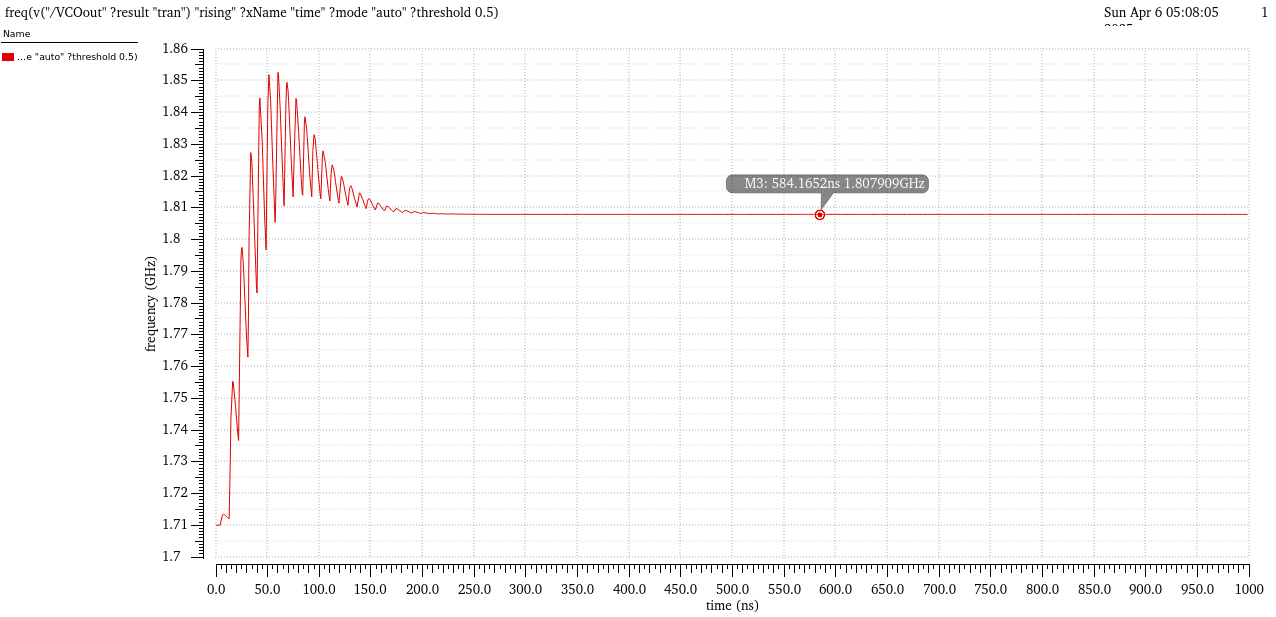 freq(v("/VCOout" ?result "tran") "rising" ?xName "time" ?mode "auto" ?threshold 0.5)
Sun Apr 6 05:08:05 1
Name
...e "auto" ?threshold 0.5)
1.86
1.85
1.84
1.83
1.82
1.81
1.8
1.79
1.78
1.77
1.76
1.75
1.74
1.73
1.72
1.71
1.7
frequency (GHz)
M3: 584.1652ns 1.807909GHz
0.0 50.0 100.0 150.0 200.0 250.0 300.0 350.0 400.0 450.0 500.0 550.0 600.0 650.0 700.0 750.0 800.0 850.0 900.0 950.0 1000
time (ns)